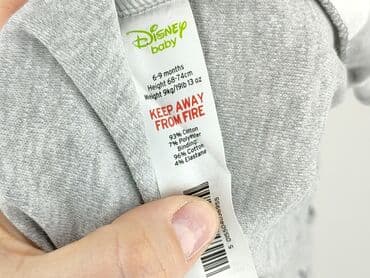 Disney
baby
6-9 months
Height 68-74cm
Weight 9kg/19lb 13 oz
KEEP AWAY
FROM FIRE
93% Cotton
7% Polyester
Binding:
96% Cotton
4% Elastane